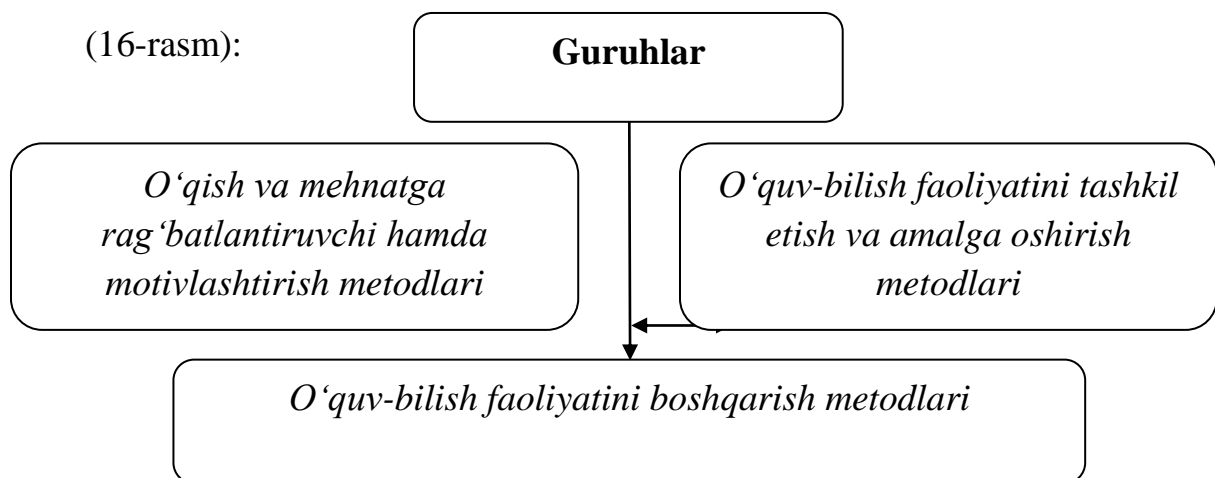 (16-rasm):
Guruhlar
O‘qish va mehnatga
rag‘batlantiruvchi hamda
motivlashtirish metodlari
O‘quv-bilish faoliyatini tashkil
etish va amalga oshirish
metodlari
O‘quv-bilish faoliyatini boshqarish metodlari